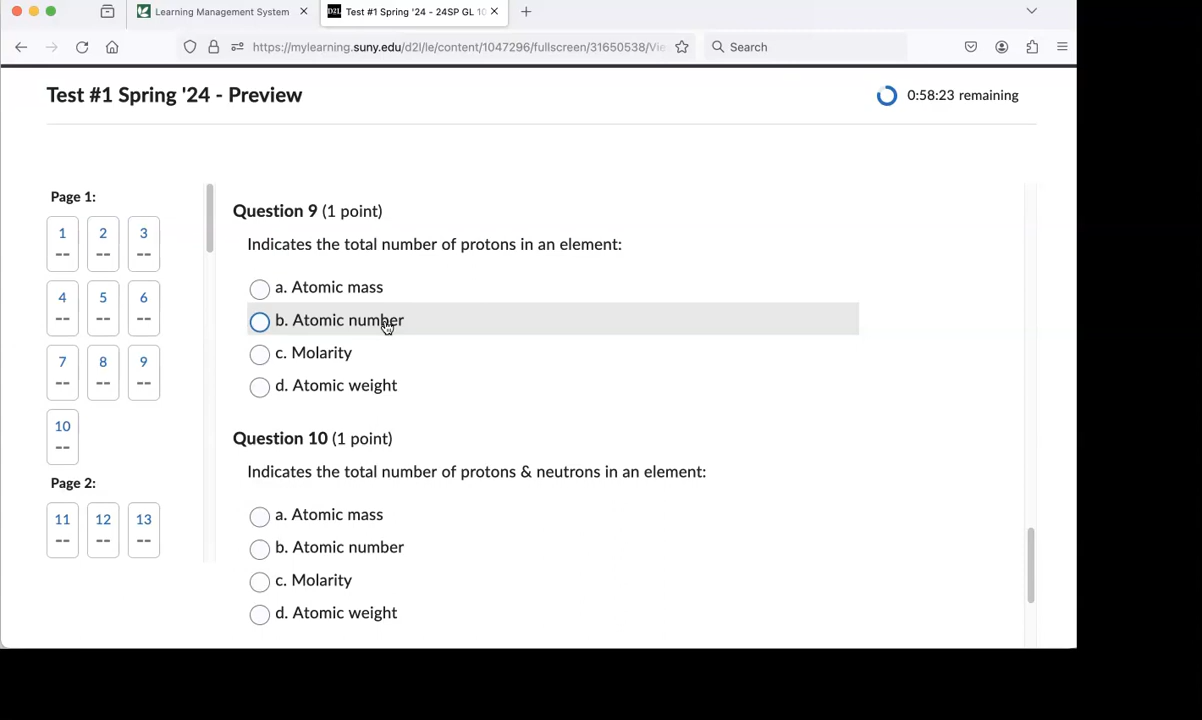 Learning Management System
Test #1 Spring '24 - 24SP GL 10
https://mylearning.suny.edu/d2l/le/content/1047296/fullscreen/31650538/Vie
Search
Test #1 Spring '24 - Preview
0:58:23 remaining
Page 1:
1 2 3
-- -- --
4 5 6
-- -- --
7 8 9
-- -- --
10
--
Page 2:
11 12 13
-- -- --
Question 9 (1 point)
Indicates the total number of protons in an element:
a. Atomic mass
b. Atomic number
c. Molarity
d. Atomic weight
Question 10 (1 point)
Indicates the total number of protons & neutrons in an element:
a. Atomic mass
b. Atomic number
c. Molarity
d. Atomic weight